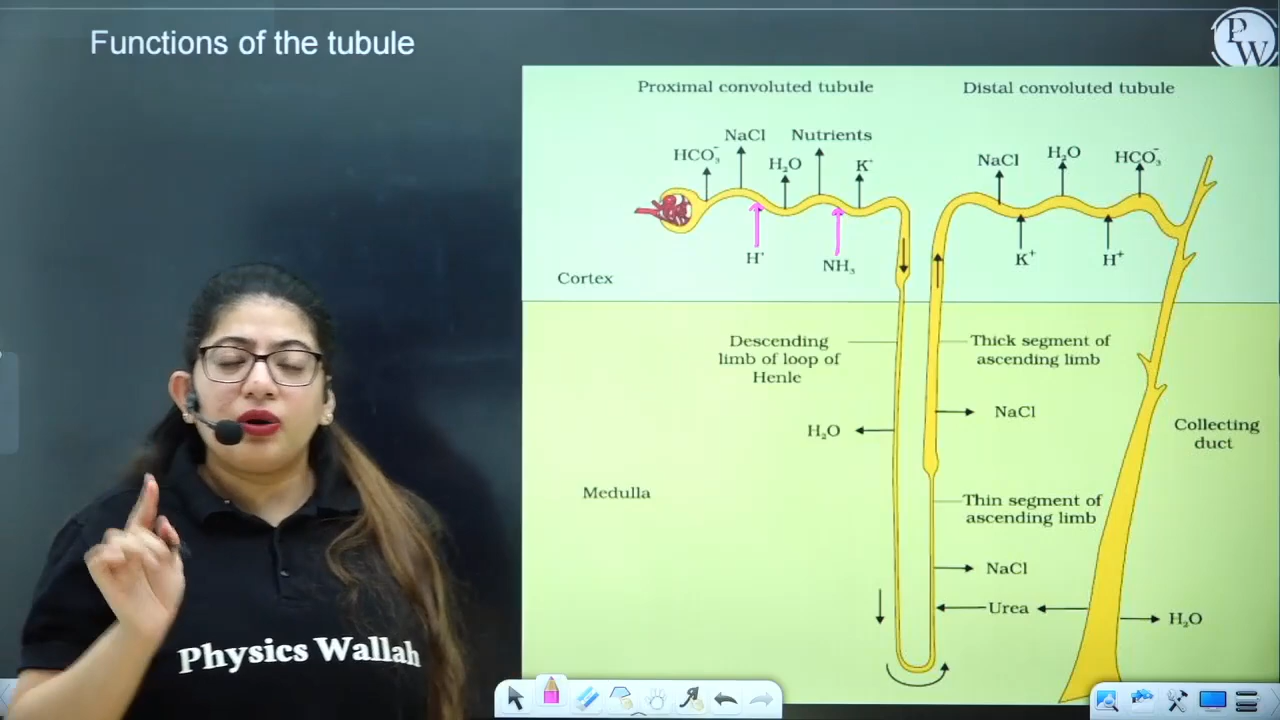 Functions of the tubule
PW
Proximal convoluted tubule
Distal convoluted tubule
NaCl
Nutrients
HCO₃⁻
H₂O
K⁺
NaCl
H₂O
HCO₃⁻
H⁺
NH₃
K⁺
H⁺
Cortex
Descending
limb of loop of
Henle
Thick segment of
ascending limb
NaCl
H₂O
Collecting
duct
Medulla
Thin segment of
ascending limb
NaCl
Urea
H₂O
Physics Wallah